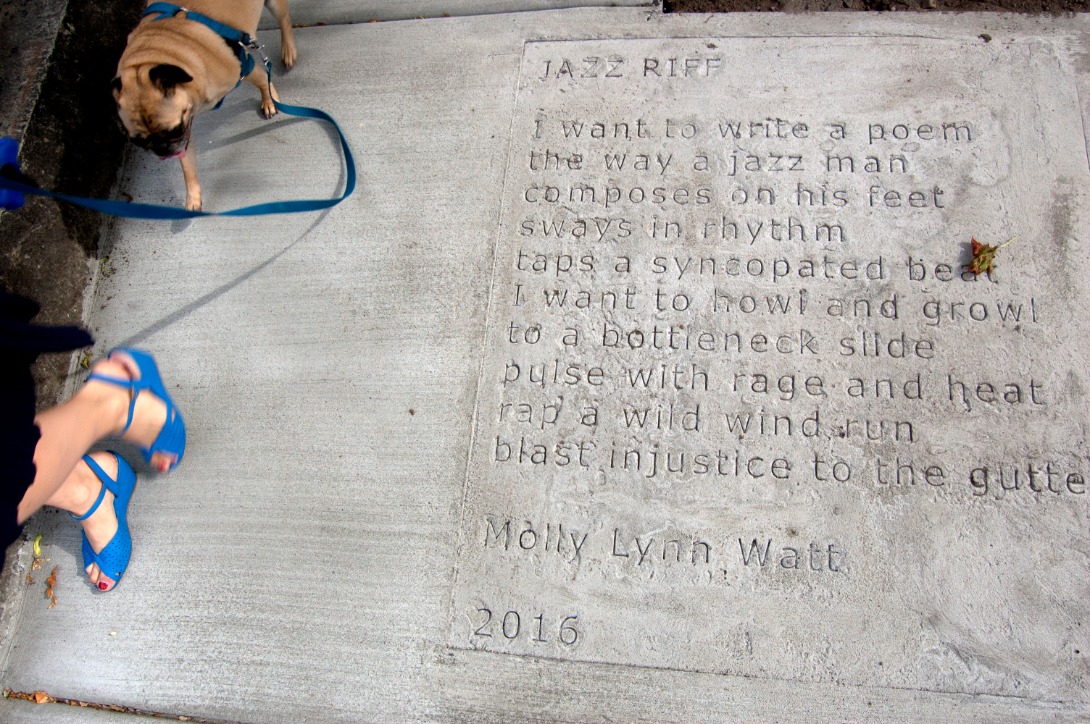 JAZZ RIFF
I want to write a poem
the way a jazz man
composes on his feet
sways in rhythm
taps a syncopated beat
I want to howl and growl
to a bottleneck slide
pulse with rage and heat
rap a wild wind run
blast injustice to the gutte
Molly Lynn Watt
2016